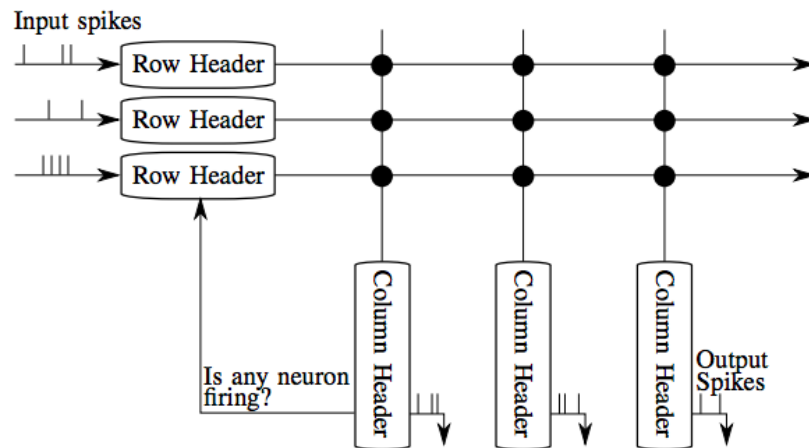 Input spikes
Row Header
Row Header
Row Header
Column Header
Column Header
Column Header
Is any neuron
firing?
Output
Spikes